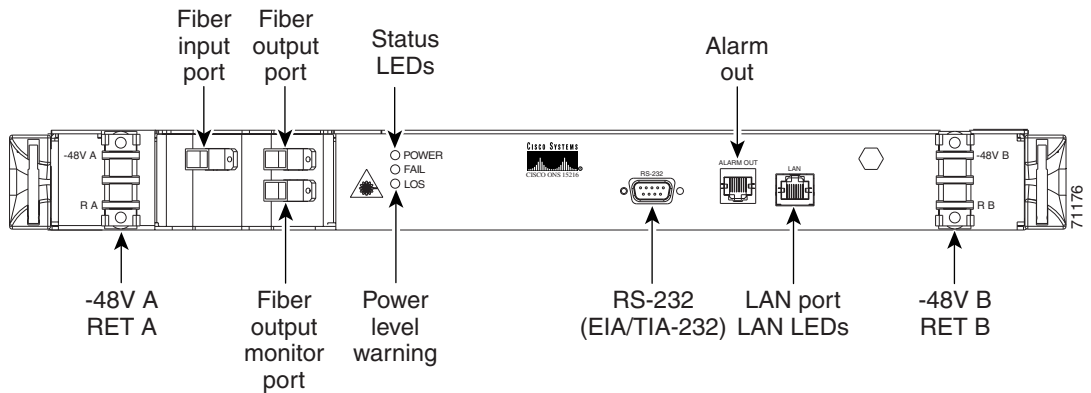 Fiber
input
port
Fiber
output
port
Status
LEDs
Alarm
out
-48V A
R A
POWER
FAIL
LOS
CISCO SYSTEMS
CISCO ONS 15216
RS-232
ALARM OUT
LAN
-48V B
R B
71176
-48V A
RET A
Fiber
output
monitor
port
Power
level
warning
RS-232
(EIA/TIA-232)
LAN port
LAN LEDs
-48V B
RET B